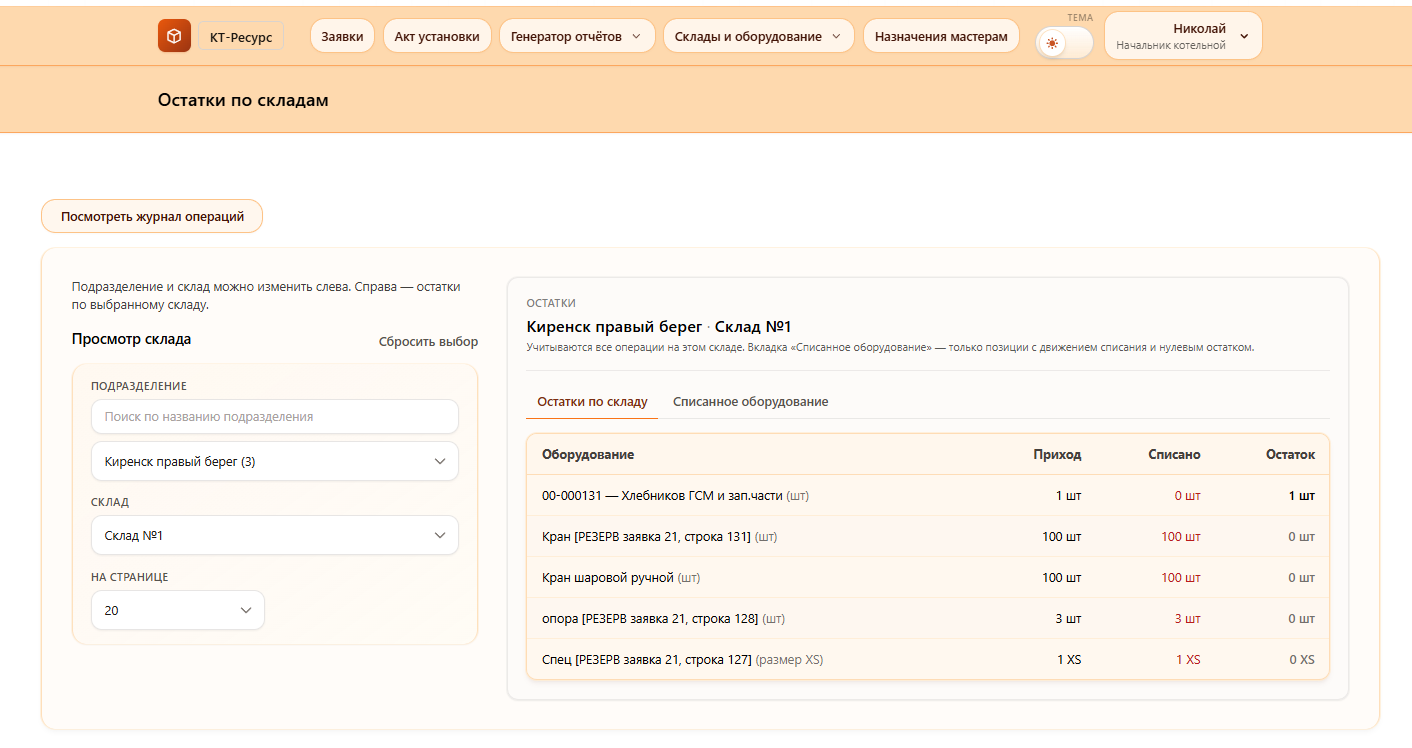 КТ-Ресурс
Заявки
Акт установки
Генератор отчётов
Склады и оборудование
Назначения мастерам
ТЕМА
Николай
Начальник котельной
Остатки по складам
Посмотреть журнал операций
Подразделение и склад можно изменить слева. Справа — остатки
по выбранному складу.
Просмотр склада
Сбросить выбор
ПОДРАЗДЕЛЕНИЕ
Поиск по названию подразделения
Киренск правый берег (3)
СКЛАД
Склад №1
НА СТРАНИЦЕ
20
ОСТАТКИ
Киренск правый берег · Склад №1
Учитываются все операции на этом складе. Вкладка «Списанное оборудование» — только позиции с движением списания и нулевым остатком.
Остатки по складу Списанное оборудование
Оборудование Приход Списано Остаток
00-000131 — Хлебников ГСМ и зап.части (шт) 1 шт 0 шт 1 шт
Кран [РЕЗЕРВ заявка 21, строка 131] (шт) 100 шт 100 шт 0 шт
Кран шаровой ручной (шт) 100 шт 100 шт 0 шт
опора [РЕЗЕРВ заявка 21, строка 128] (шт) 3 шт 3 шт 0 шт
Спец [РЕЗЕРВ заявка 21, строка 127] (размер XS) 1 XS 1 XS 0 XS